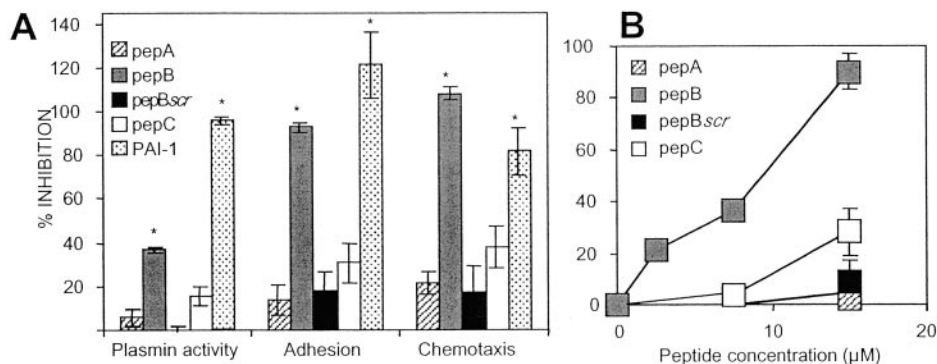 A
140
120
100
80
60
40
20
% INHIBITION
pepA
pepB
pepBscr
pepC
PAI-1
* * * * * *
Plasmin activity Adhesion Chemotaxis
B
100
80
60
40
20
0
pepA
pepB
pepBscr
pepC
0 10 20
Peptide concentration (µM)